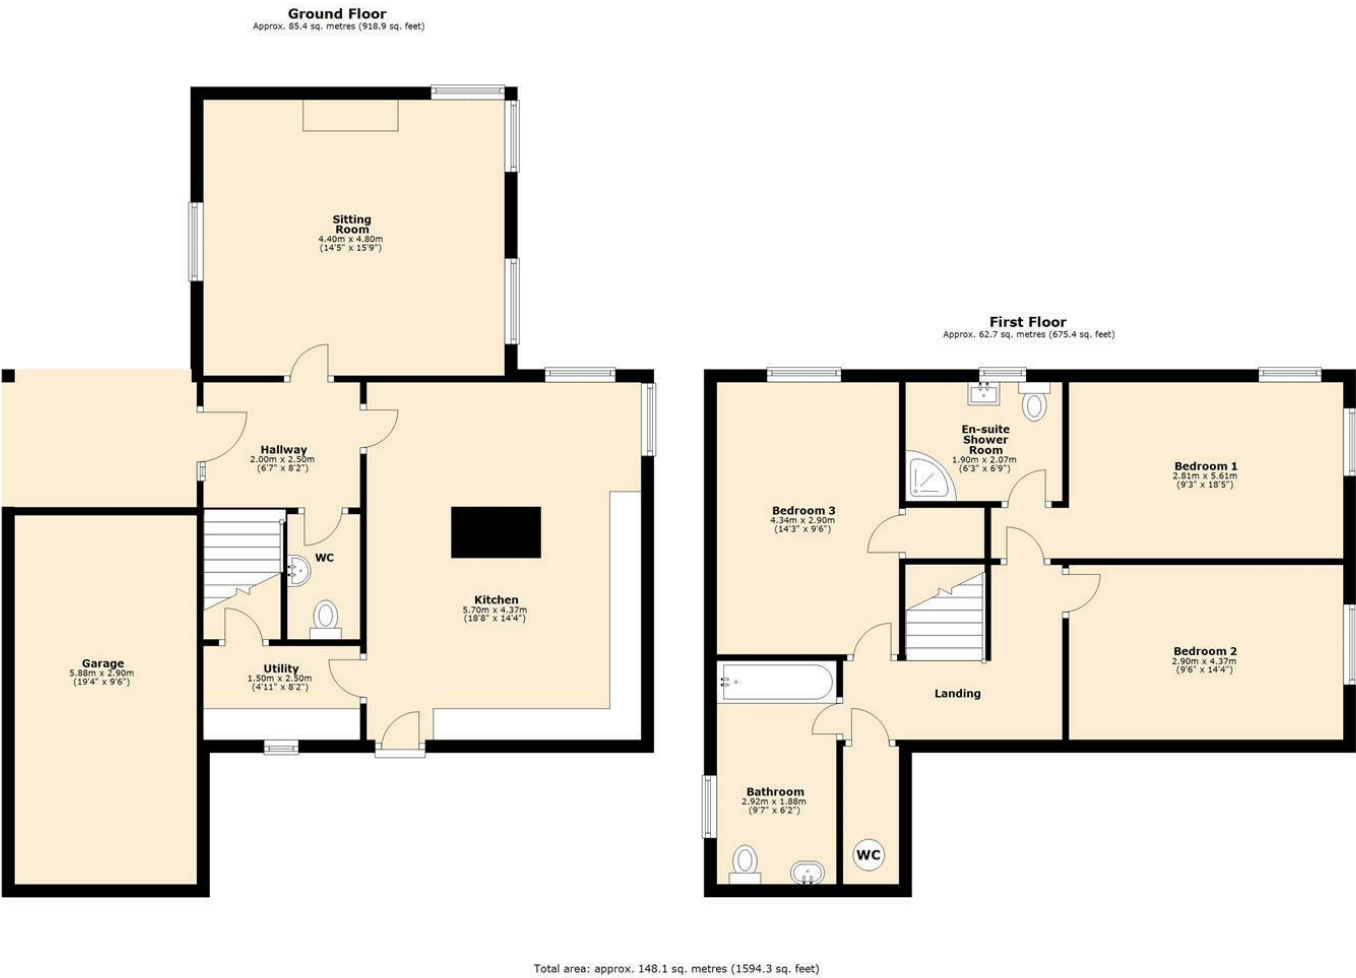 Ground Floor
Approx. 85.4 sq. metres (918.9 sq. feet)
Sitting
Room
4.40m x 4.80m
(14'5" x 15'9")
Hallway
2.00m x 2.50m
(6'7" x 8'2")
WC
Kitchen
5.70m x 4.37m
(18'8" x 14'4")
Garage
5.88m x 2.90m
(19'4" x 9'6")
Utility
1.50m x 2.50m
(4'11" x 8'2")
First Floor
Approx. 62.7 sq. metres (675.4 sq. feet)
En-suite
Shower
Room
1.90m x 2.07m
(6'3" x 6'9")
Bedroom 1
2.81m x 5.61m
(9'3" x 18'5")
Bedroom 3
4.34m x 2.90m
(14'3" x 9'6")
Bedroom 2
2.90m x 4.37m
(9'6" x 14'4")
Landing
Bathroom
2.92m x 1.88m
(9'7" x 6'2")
WC
Total area: approx. 148.1 sq. metres (1594.3 sq. feet)